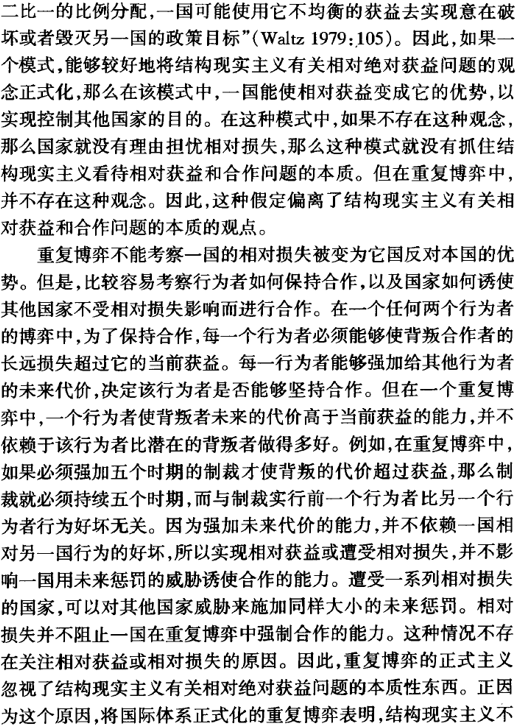 二比一的比例分配，一国可能使用它不均衡的获益去实现意在破
坏或者毁灭另一国的政策目标”(Waltz 1979:105)。因此，如果一
个模式，能够较好地将结构现实主义有关相对绝对获益问题的观
念正式化，那么在该模式中，一国能使相对获益变成它的优势，以
实现控制其他国家的目的。在这种模式中，如果不存在这种观念，
那么国家就没有理由担忧相对损失，那么这种模式就没有抓住结
构现实主义看待相对获益和合作问题的本质。但在重复博弈中，
并不存在这种观念。因此，这种假定偏离了结构现实主义有关相
对获益和合作问题的本质的观点。
重复博弈不能考察一国的相对损失被变为它国反对本国的优
势。但是，比较容易考察行为者如何保持合作，以及国家如何诱使
其他国家不受相对损失影响而进行合作。在一个任何两个行为者
的博弈中，为了保持合作，每一个行为者必须能够使背叛合作者的
长远损失超过它的当前获益。每一行为者能够强加给其他行为者
的未来代价，决定该行为者是否能够坚持合作。但在一个重复博
弈中，一个行为者使背叛者未来的代价高于当前获益的能力，并不
依赖于该行为者比潜在的背叛者做得多好。例如，在重复博弈中，
如果必须强加五个时期的制裁才使背叛的代价超过获益，那么制
裁就必须持续五个时期，而与制裁实行前一个行为者比另一个行
为者行为好坏无关。因为强加未来代价的能力，并不依赖一国相
对另一国行为的好坏，所以实现相对获益或遭受相对损失，并不影
响一国用未来惩罚的威胁诱使合作的能力。遭受一系列相对损失
的国家，可以对其他国家威胁来施加同样大小的未来惩罚。相对
损失并不阻止一国在重复博弈中强制合作的能力。这种情况不存
在关注相对获益或相对损失的原因。因此，重复博弈的正式主义
忽视了结构现实主义有关相对绝对获益问题的本质性东西。正因
为这个原因，将国际体系正式化的重复博弈表明，结构现实主义不